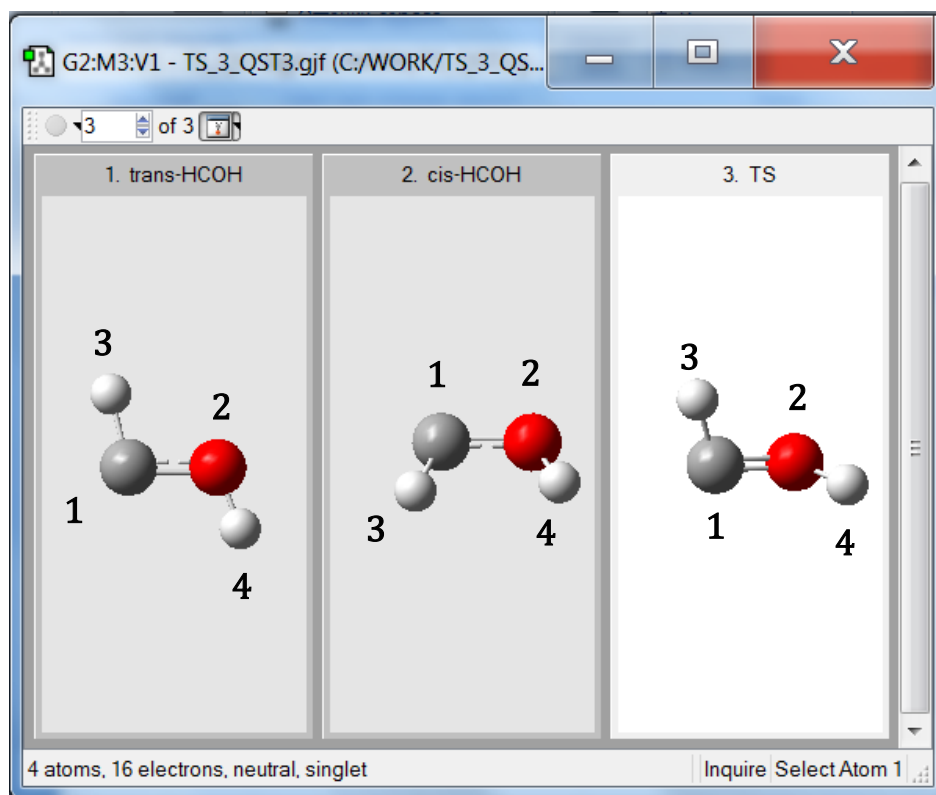 G2:M3:V1 - TS_3_QST3.gjf (C:/WORK/TS_3_QS...
3 of 3
1. trans-HCOH
2. cis-HCOH
3. TS
3
2
1
4
1
2
3
4
3
2
1
4
4 atoms, 16 electrons, neutral, singlet
Inquire
Select Atom 1